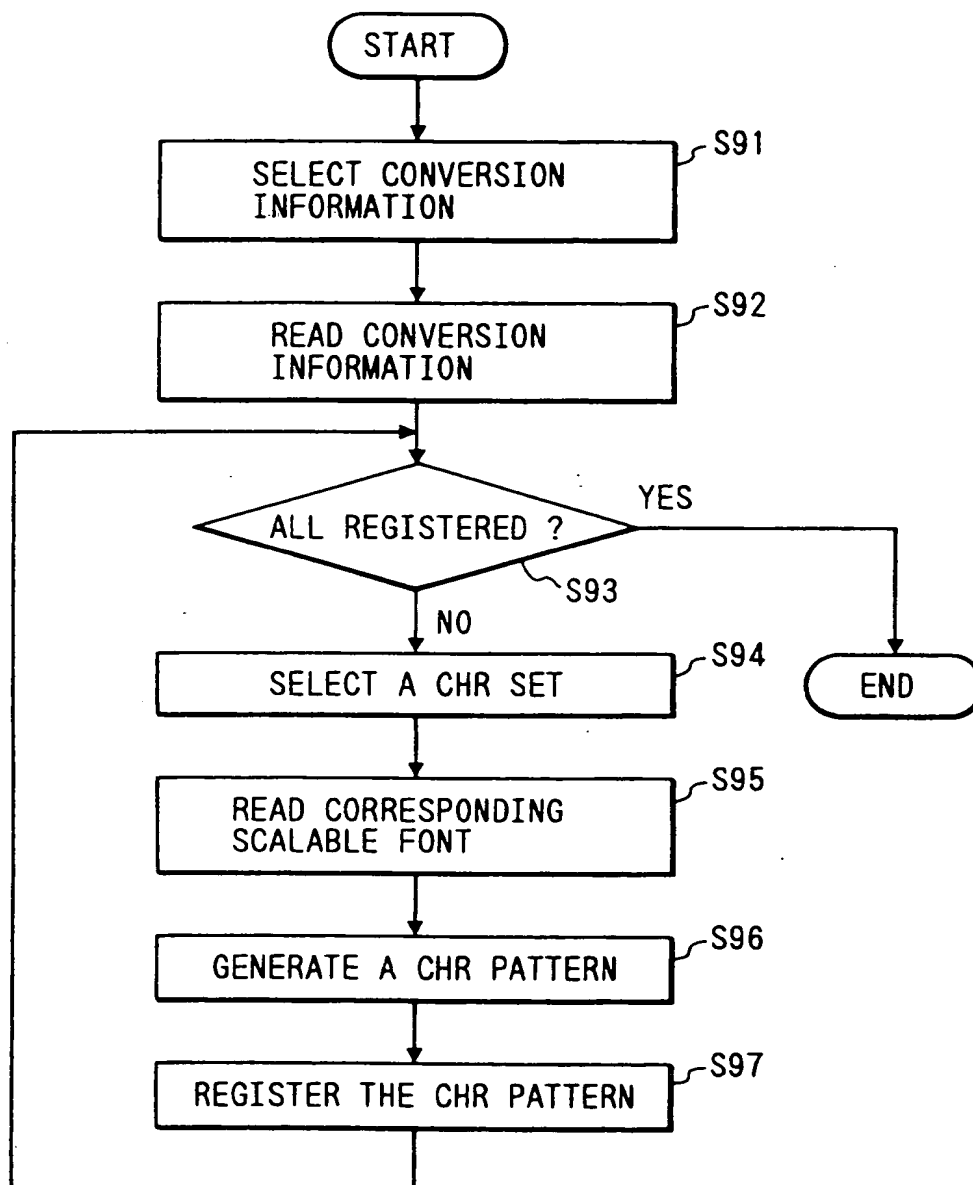 START
S91
SELECT CONVERSION
INFORMATION
S92
READ CONVERSION
INFORMATION
YES
ALL REGISTERED ?
S93
NO
S94
SELECT A CHR SET
END
S95
READ CORRESPONDING
SCALABLE FONT
S96
GENERATE A CHR PATTERN
S97
REGISTER THE CHR PATTERN